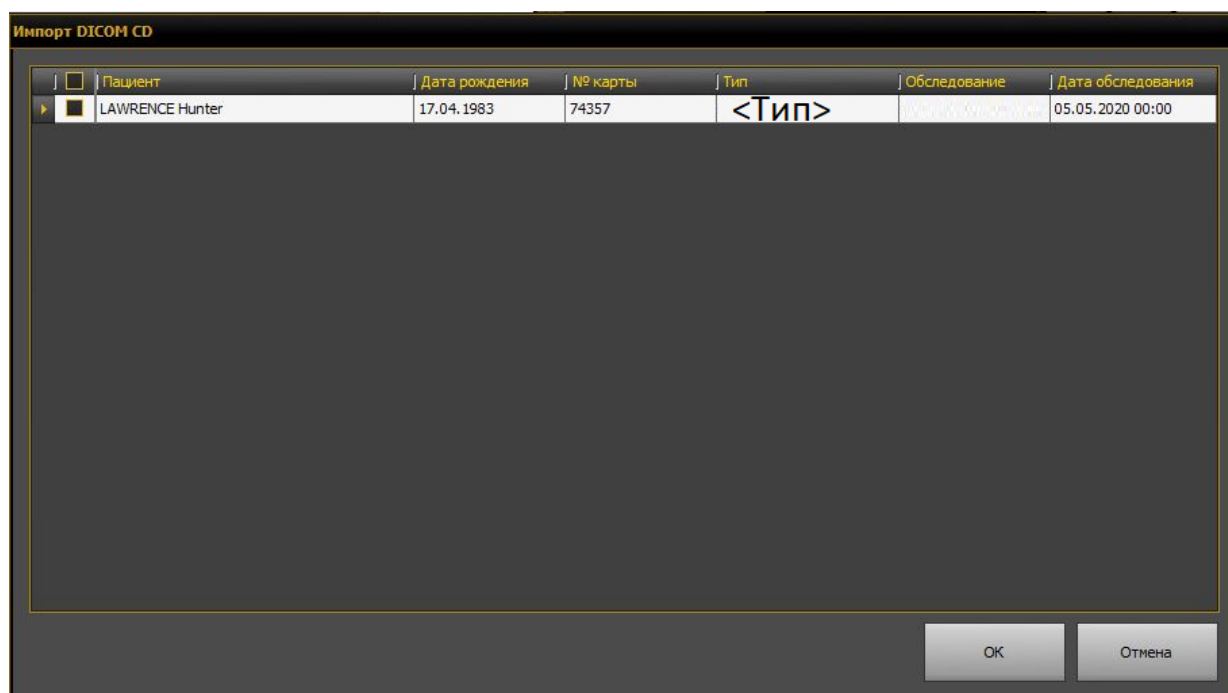 Импорт DICOM CD
Пациент Дата рождения № карты Тип Обследование Дата обследования
LAWRENCE Hunter 17.04.1983 74357 <Тип> 05.05.2020 00:00
OK Отмена